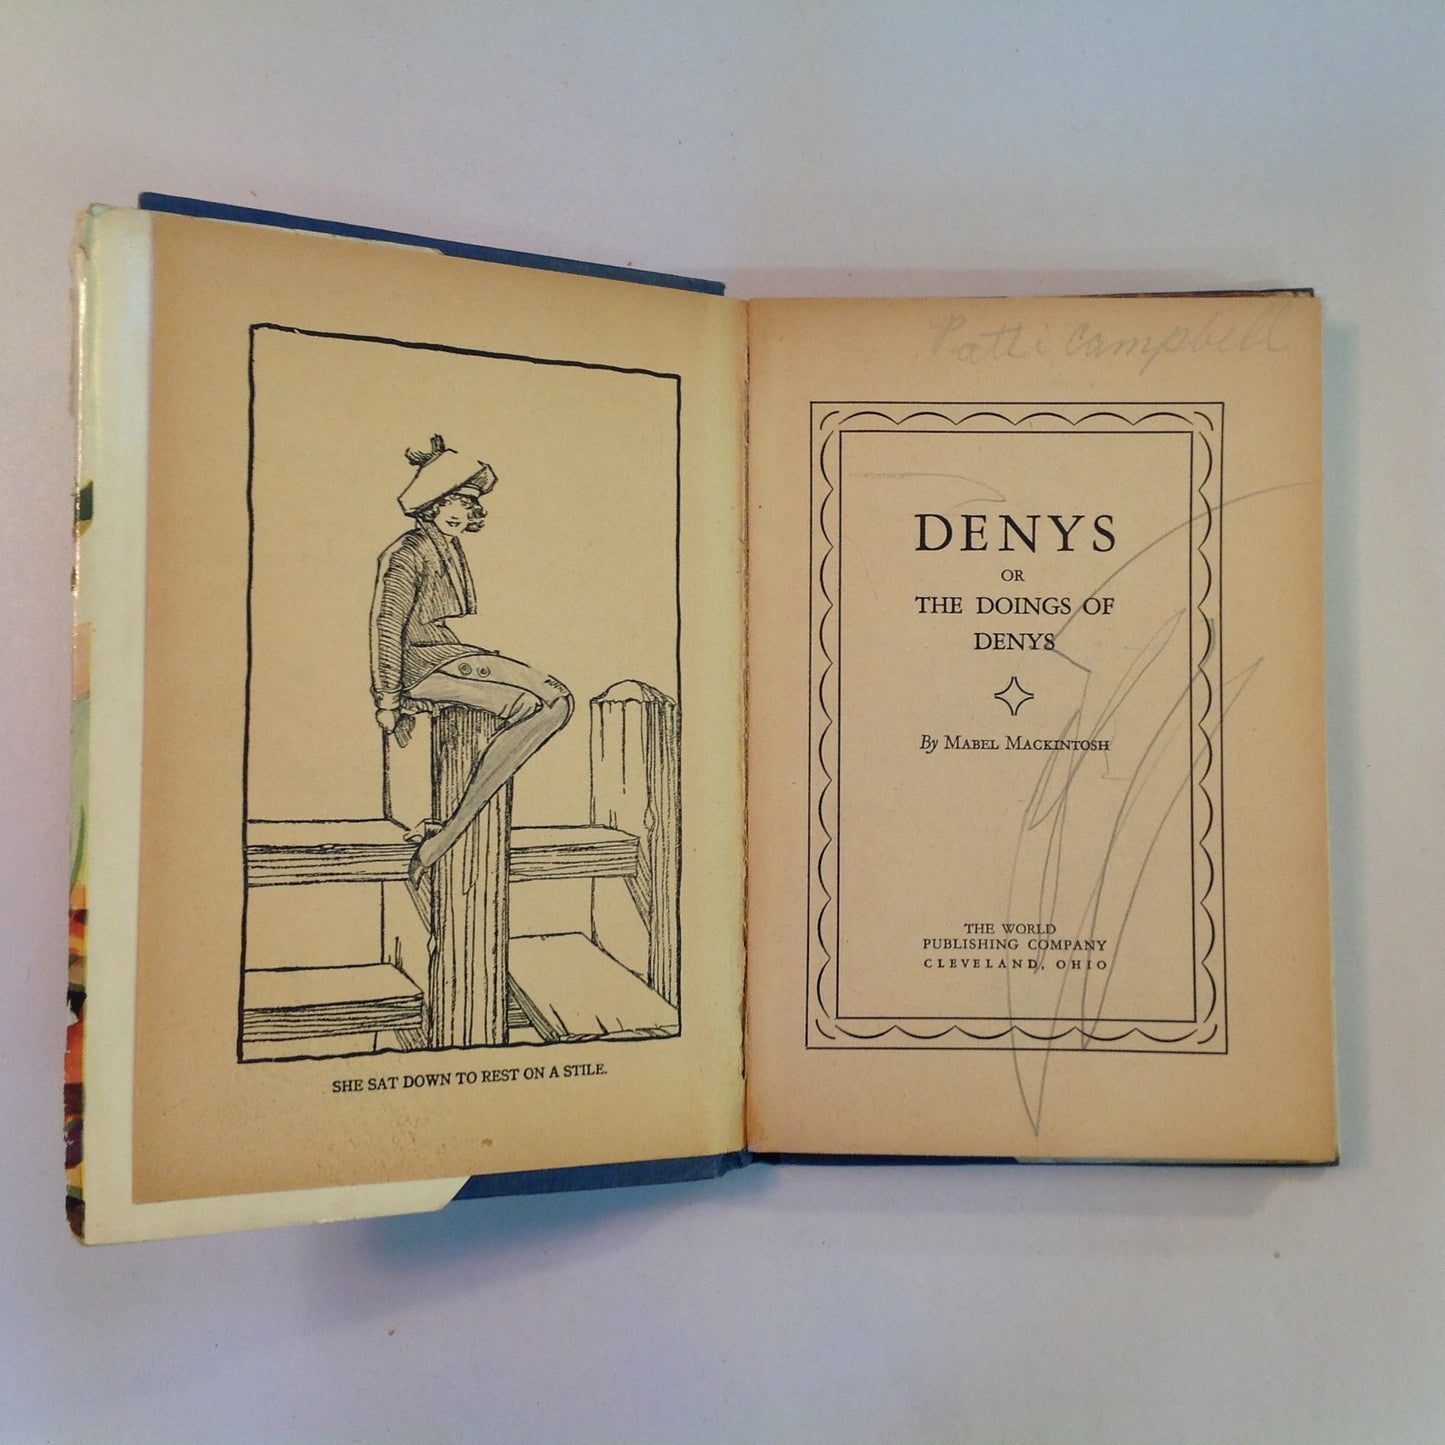 SHE SAT DOWN TO REST ON A STILE.
Patti Campbell
DENYS
OR
THE DOINGS OF
DENYS
By MABEL MACKINTOSH
THE WORLD
PUBLISHING COMPANY
CLEVELAND, OHIO